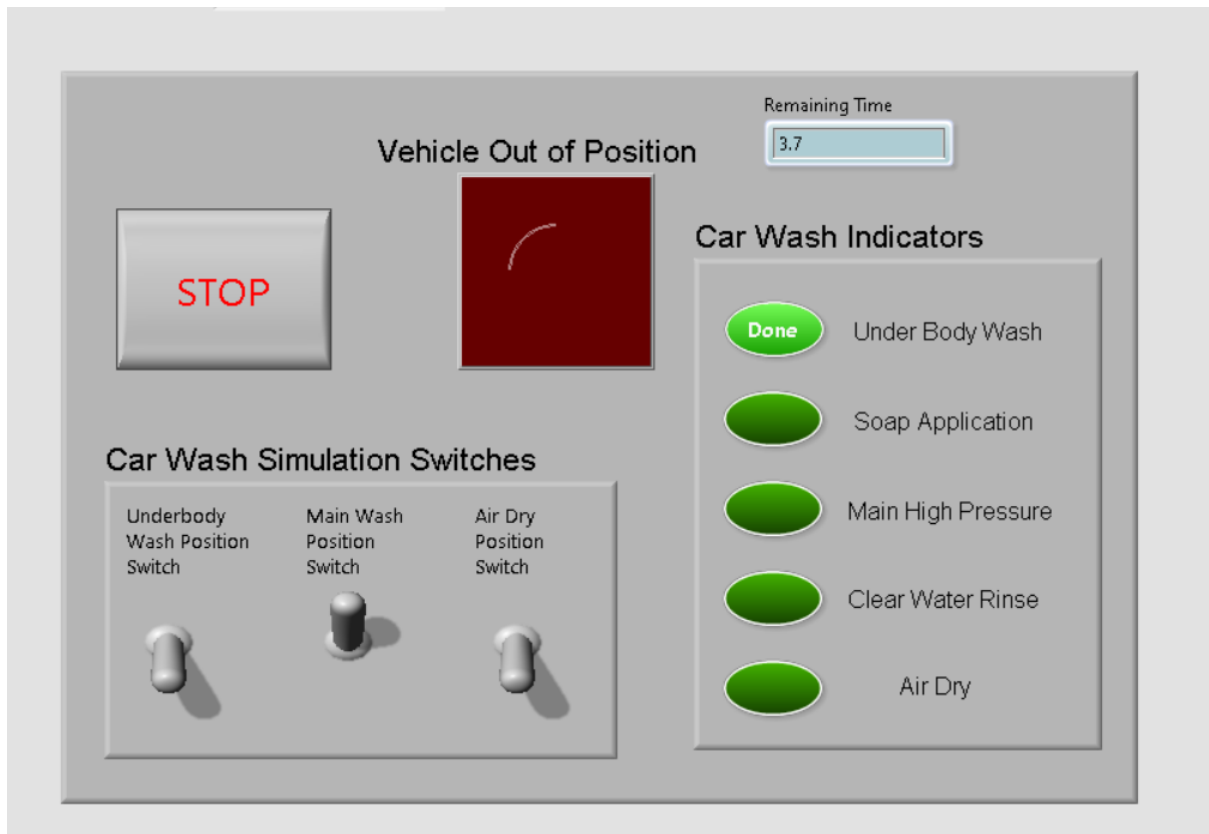 Remaining Time
3.7
Vehicle Out of Position
STOP
Car Wash Indicators
Done
Under Body Wash
Soap Application
Main High Pressure
Clear Water Rinse
Air Dry
Car Wash Simulation Switches
Underbody
Wash Position
Switch
Main Wash
Position
Switch
Air Dry
Position
Switch